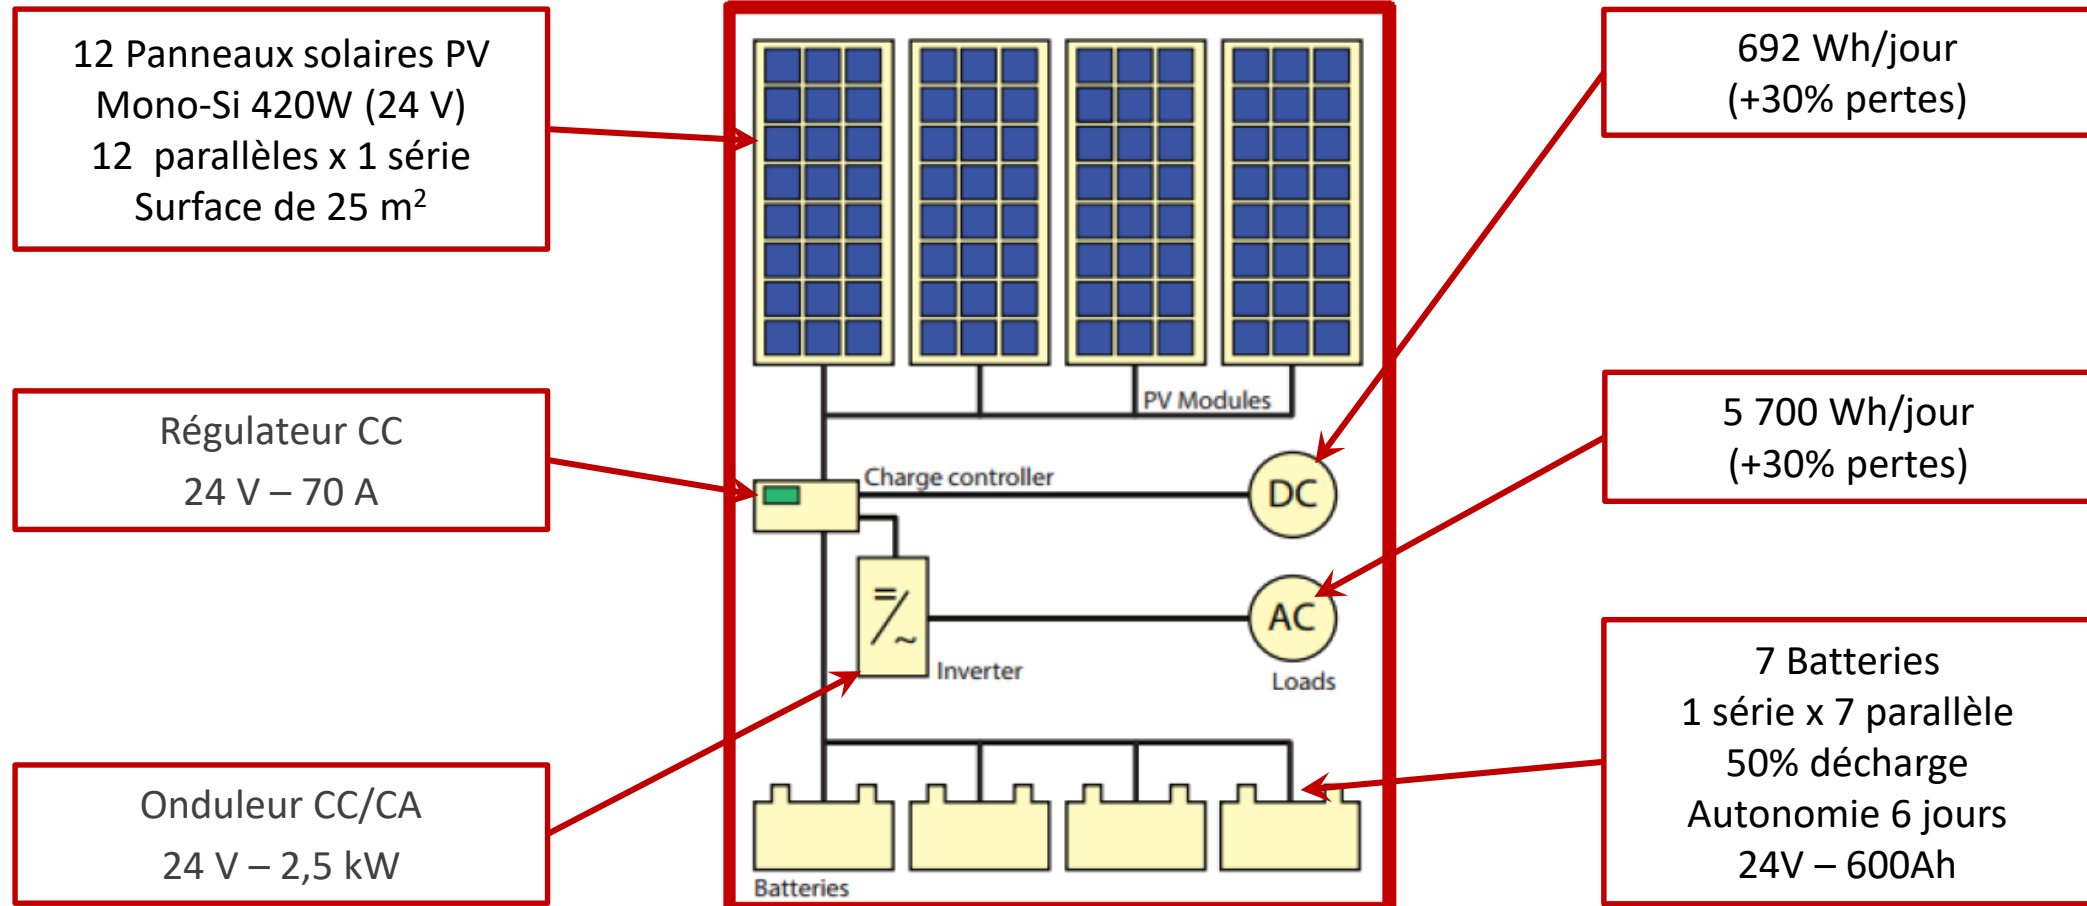 12 Panneaux solaires PV
Mono-Si 420W (24 V)
12 parallèles x 1 série
Surface de 25 m²
Régulateur CC
24 V – 70 A
Onduleur CC/CA
24 V – 2,5 kW
PV Modules
Charge controller
DC
=
~
AC
Inverter
Loads
Batteries
692 Wh/jour
(+30% pertes)
5 700 Wh/jour
(+30% pertes)
7 Batteries
1 série x 7 parallèle
50% décharge
Autonomie 6 jours
24V – 600Ah